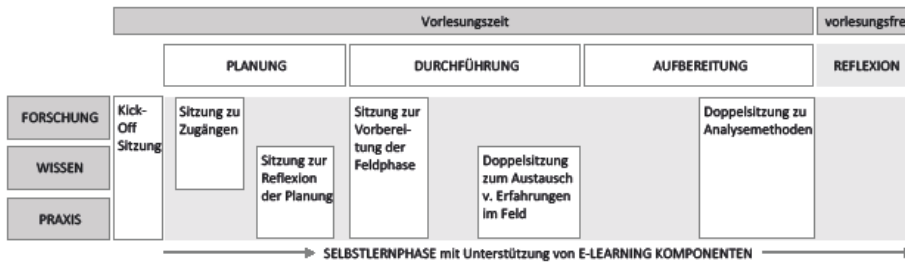 Vorlesungszeit
vorlesungsfre
PLANUNG
DURCHFÜHRUNG
AUFBEREITUNG
REFLEXION
FORSCHUNG
WISSEN
PRAXIS
Kick-
Off
Sitzung
Sitzung zu
Zugängen
Sitzung zur
Reflexion
der Planung
Sitzung zur
Vorberei-
tung der
Feldphase
Doppelsitzung
zum Austausch
v. Erfahrungen
im Feld
Doppelsitzung zu
Analysemethoden
SELBSTLERNPHASE mit Unterstützung von E-LEARNING KOMPONENTEN